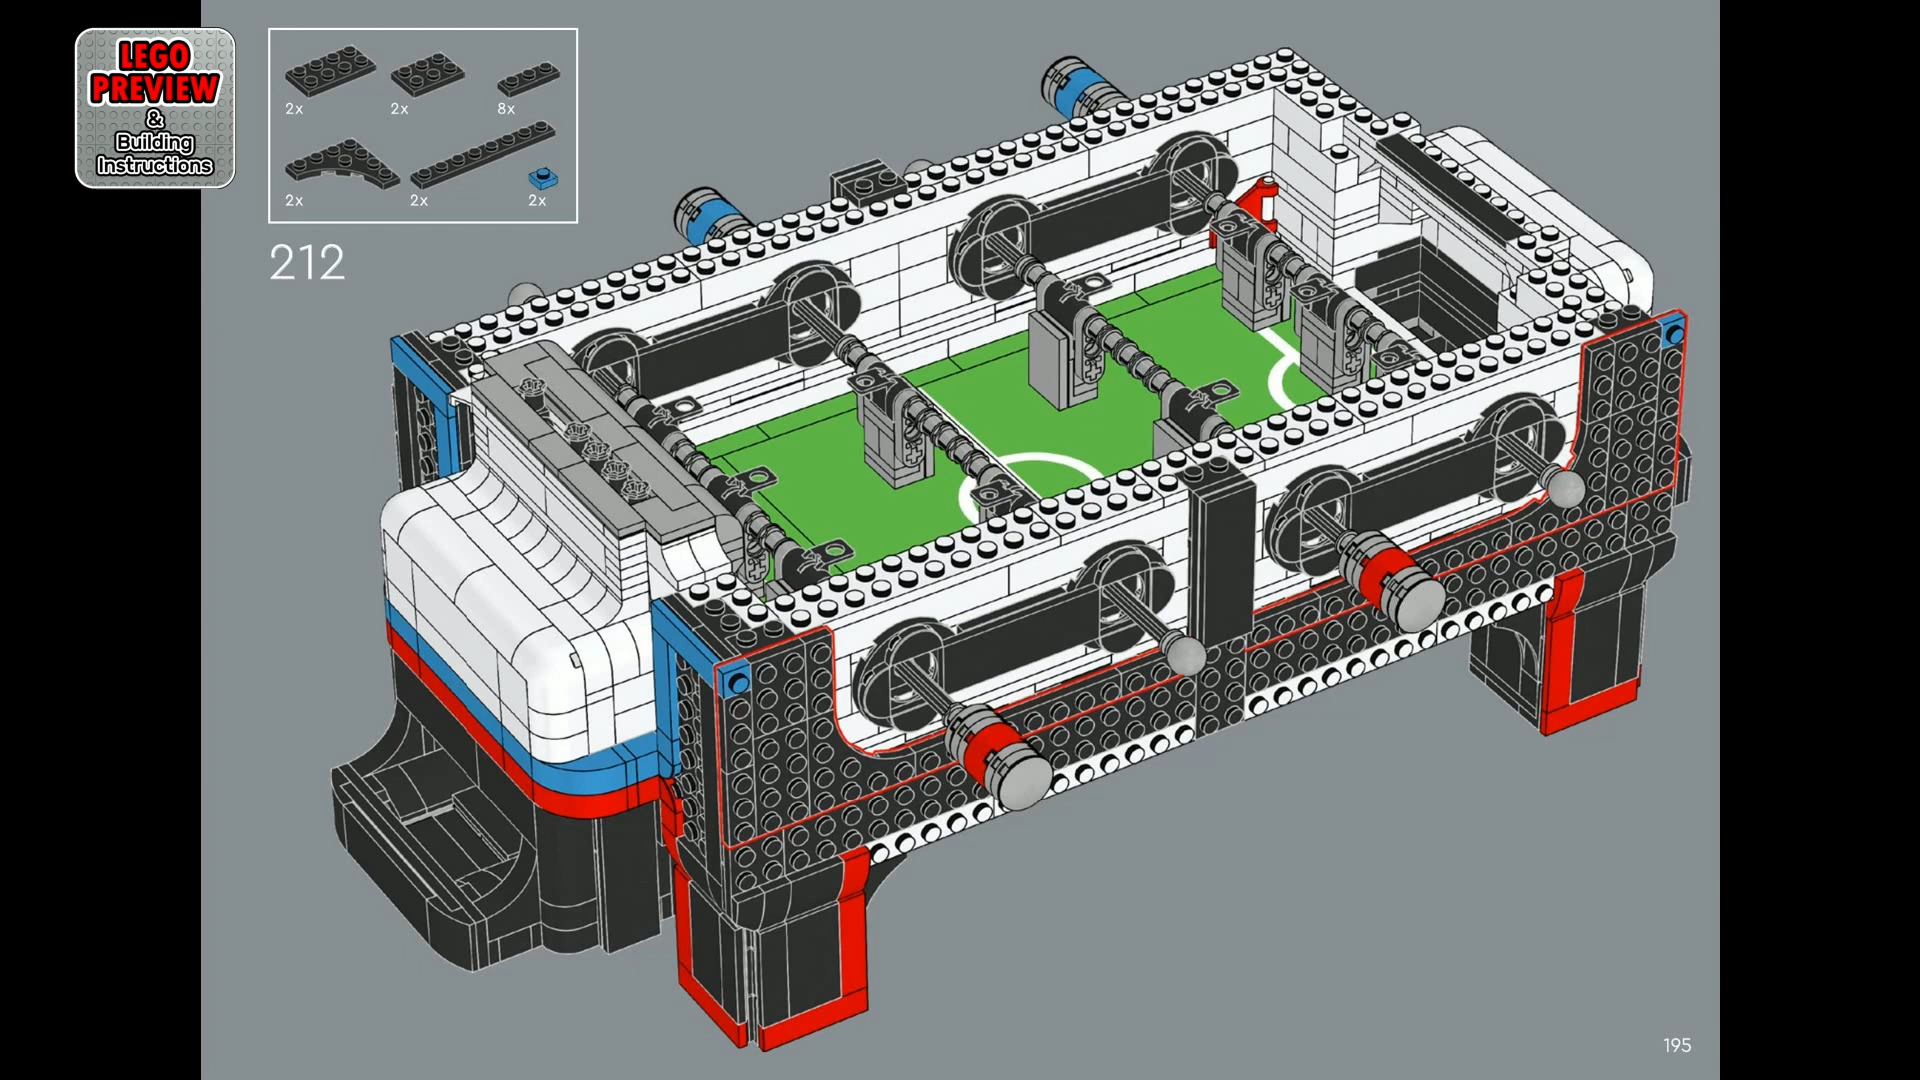 LEGO
PREVIEW
&
Building
Instructions
2x 2x 8x
2x 2x 2x
212
195